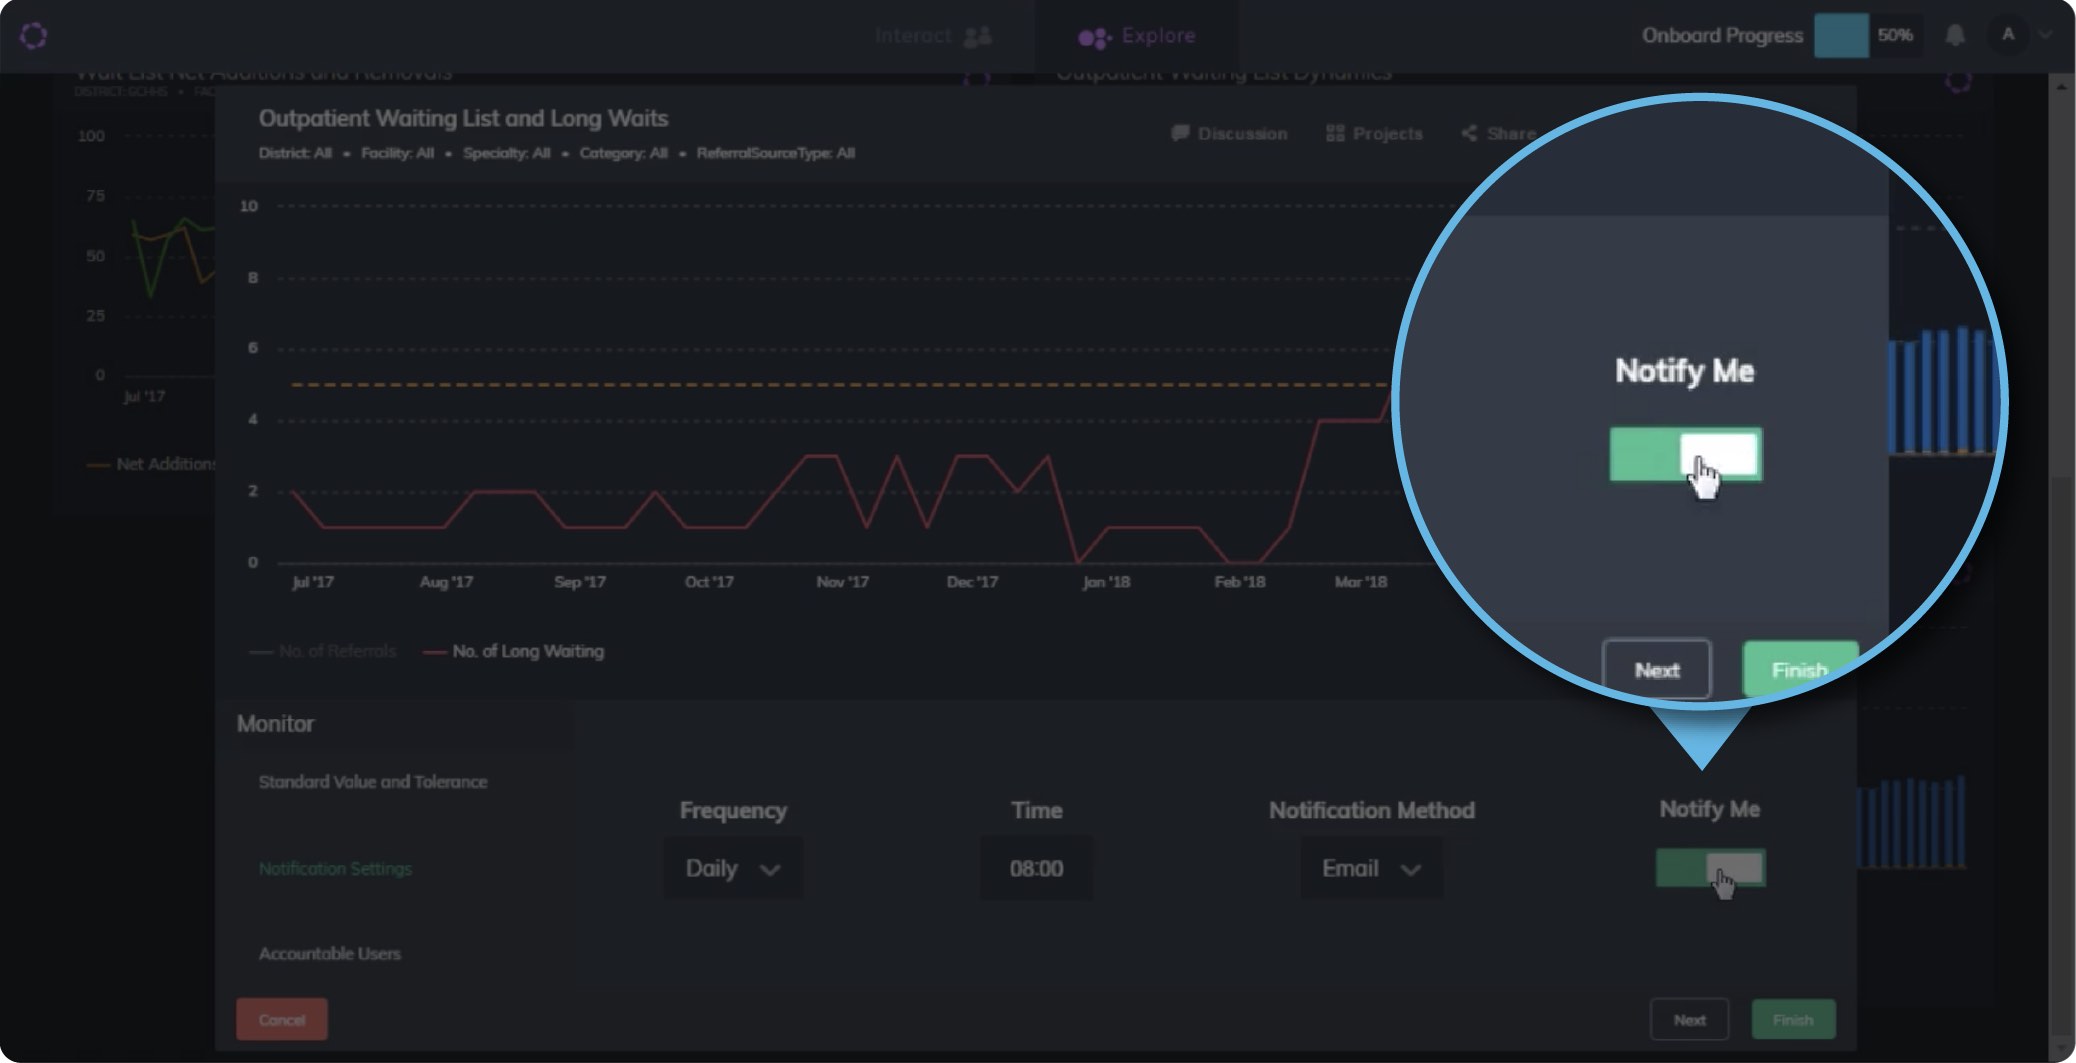 Interact
Explore
Onboard Progress
50%
A
Wait List Net Additions and Removals
Outpatient Waiting List Dynamics
DISTRICT: GCHHS • FAC
100
75
50
25
0
Jul '17
Net Additions
Outpatient Waiting List and Long Waits
District: All • Facility: All • Specialty: All • Category: All • ReferralSourceType: All
Discussion
Projects
Share
10
8
6
4
2
0
Jul '17
Aug '17
Sep '17
Oct '17
Nov '17
Dec '17
Jan '18
Feb '18
Mar '18
No. of Referrals
No. of Long Waiting
Notify Me
Next
Finish
Monitor
Standard Value and Tolerance
Notification Settings
Accountable Users
Frequency
Daily
Time
08:00
Notification Method
Email
Notify Me
Cancel
Next
Finish